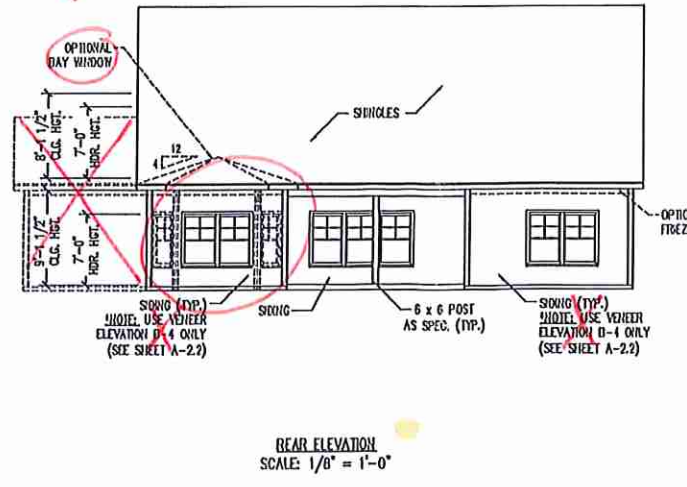 OPTIONAL
BAY WINDOW
SHINGLES
8'-1 1/2"
CLG. HGT.
7'-0"
HDR. HGT.
12
4
9'-1 1/2"
CLG. HGT.
7'-0"
HDR. HGT.
SIDING (TYP.)
NOTE: USE VENEER
ELEVATION B-4 ONLY
(SEE SHEET A-2.2)
SIDING
6 x 6 POST
AS SPEC. (TYP.)
SIDING (TYP.)
NOTE: USE VENEER
ELEVATION B-4 ONLY
(SEE SHEET A-2.2)
REAR ELEVATION
SCALE: 1/8" = 1'-0"